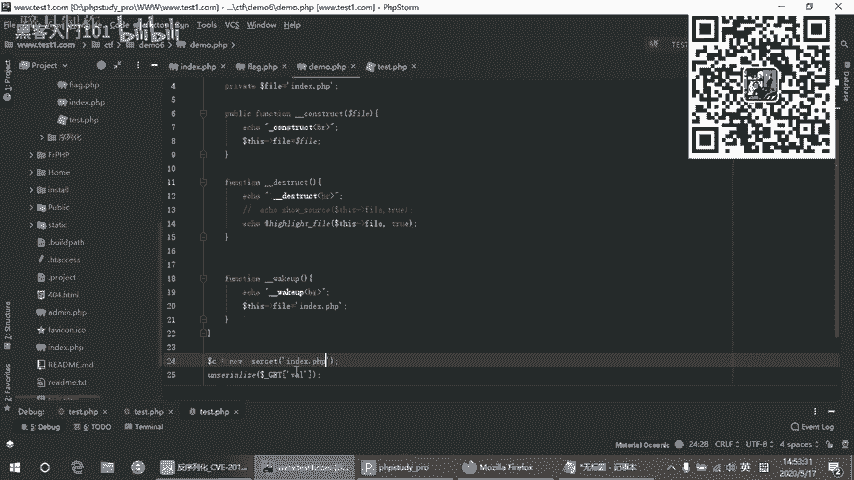 www.test1.com [D:\phpstudy_pro\WWW\www.test1.com] - ...\ctf\demo6\demo.php [www.test1.com] - PhpStorm
File
Run Tools VCS Window Help
黑客入门101 bilibili
www.test1.com ctf demo6 demo.php
Project
index.php flag.php demo.php test.php
1: Project
flag.php
index.php
test.php
序列化
ErPHP
Home
install
Public
static
.buildpath
.htaccess
.project
404.html
admin.php
favicon.ico
index.php
README.md
readme.txt
7: Structure
2: Favorites
Database
4 private $file='index.php';
5
6 public function __construct($file){
7 echo "_construct<br>";
8 $this->file=$file;
9 }
10
11 function __destruct(){
12 echo "__destruct<br>";
13 // echo show_source($this->file,true);
14 echo @highlight_file($this->file, true);
15 }
16
17
18 function __wakeup(){
19 echo "__wakeup<br>";
20 $this->file='index.php';
21 }
22 }
23
24 $c = new sercet('index.php');
25 unserialize($_GET['val']);
Debug: test.php test.php test.php
5: Debug 6: TODO Terminal Event Log
Material Oceanic 24:28 CRLF UTF-8 4 spaces
反序列化_CVE-201... www.test1.com [D:... phpstudy_pro Mozilla Firefox *无标题 - 记事本
英
14:53:31
2020/5/17